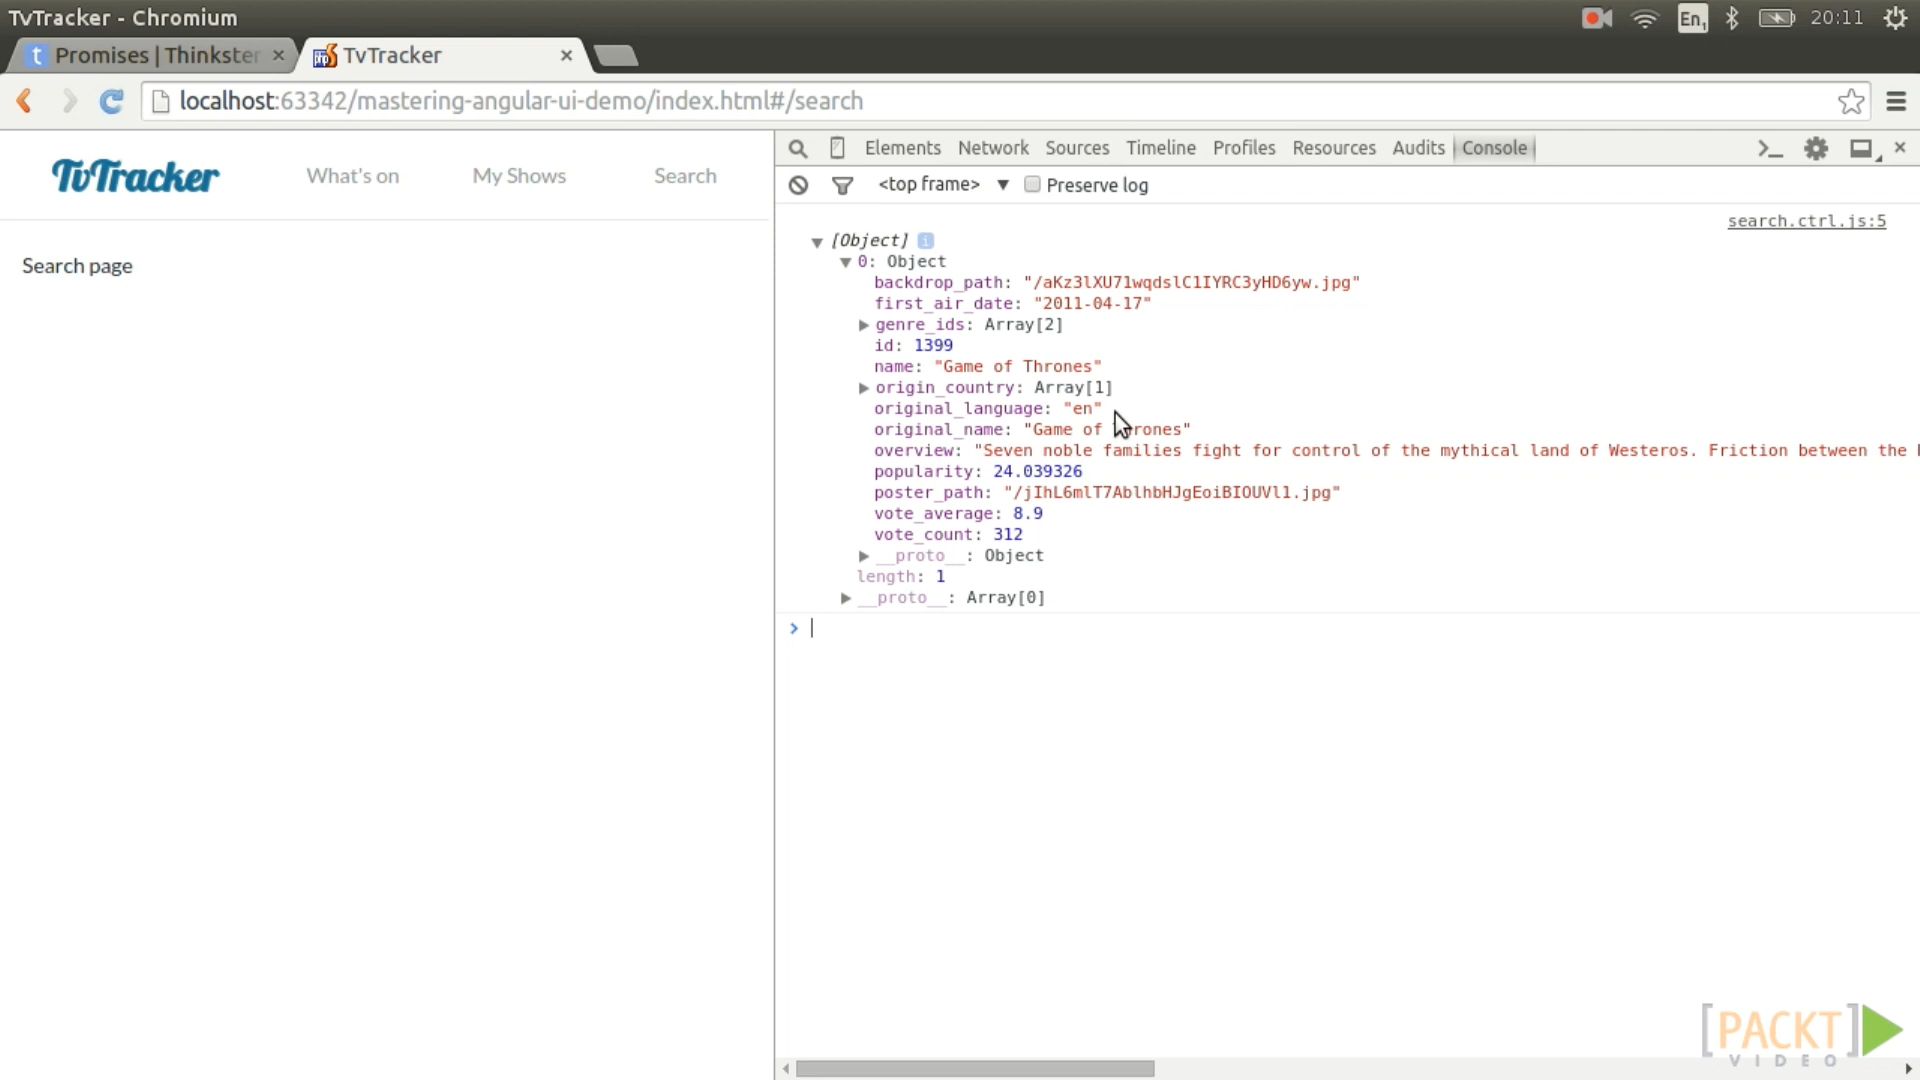 TvTracker - Chromium
En1 20:11
t Promises | Thinkster × TvTracker ×
localhost:63342/mastering-angular-ui-demo/index.html#/search
TvTracker What's on My Shows Search
Search page
Elements Network Sources Timeline Profiles Resources Audits Console
<top frame> ▼ Preserve log
search.ctrl.js:5
▼ [Object] i
▼ 0: Object
backdrop_path: "/aKz3lXU71wqdslC1IYRC3yHD6yw.jpg"
first_air_date: "2011-04-17"
▶ genre_ids: Array[2]
id: 1399
name: "Game of Thrones"
▶ origin_country: Array[1]
original_language: "en"
original_name: "Game of Thrones"
overview: "Seven noble families fight for control of the mythical land of Westeros. Friction between the
popularity: 24.039326
poster_path: "/jIhL6mlT7AblhbHJgEoiBIOUVl1.jpg"
vote_average: 8.9
vote_count: 312
▶ __proto__: Object
length: 1
▶ __proto__: Array[0]
>
[PACKT]
VIDEO